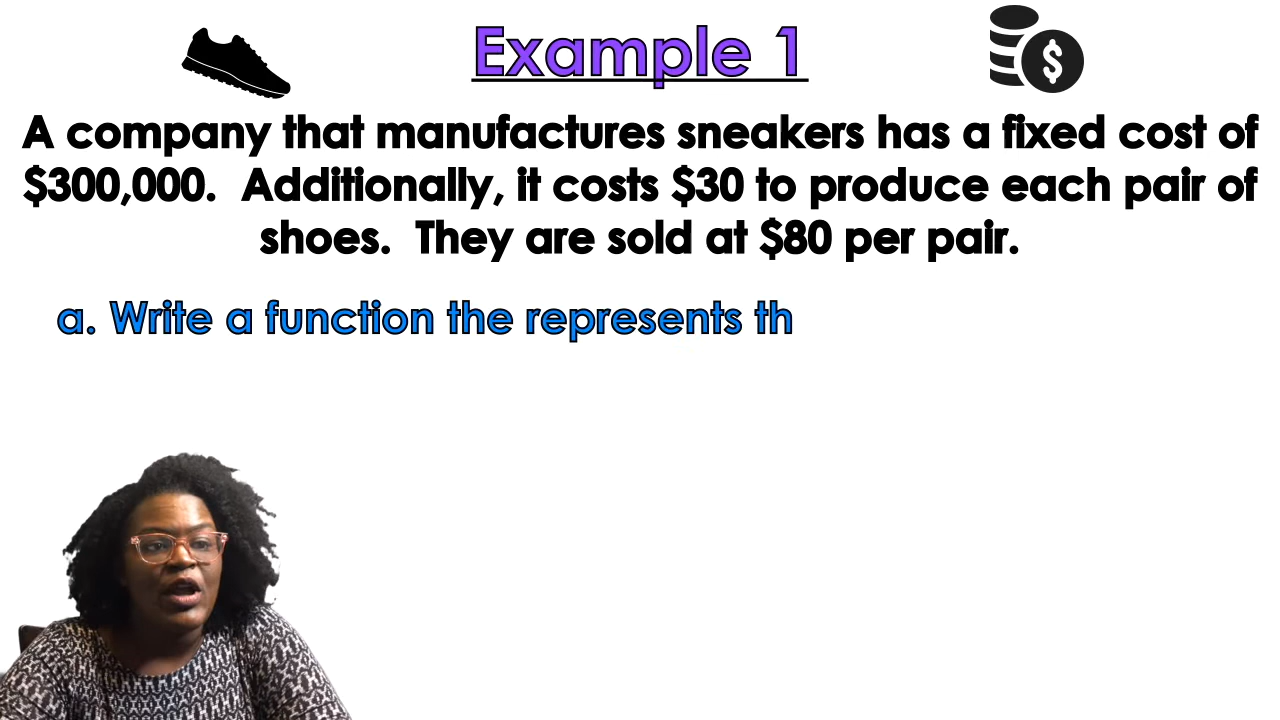 Example 1
$
A company that manufactures sneakers has a fixed cost of
$300,000. Additionally, it costs $30 to produce each pair of
shoes. They are sold at $80 per pair.
a. Write a function the represents th